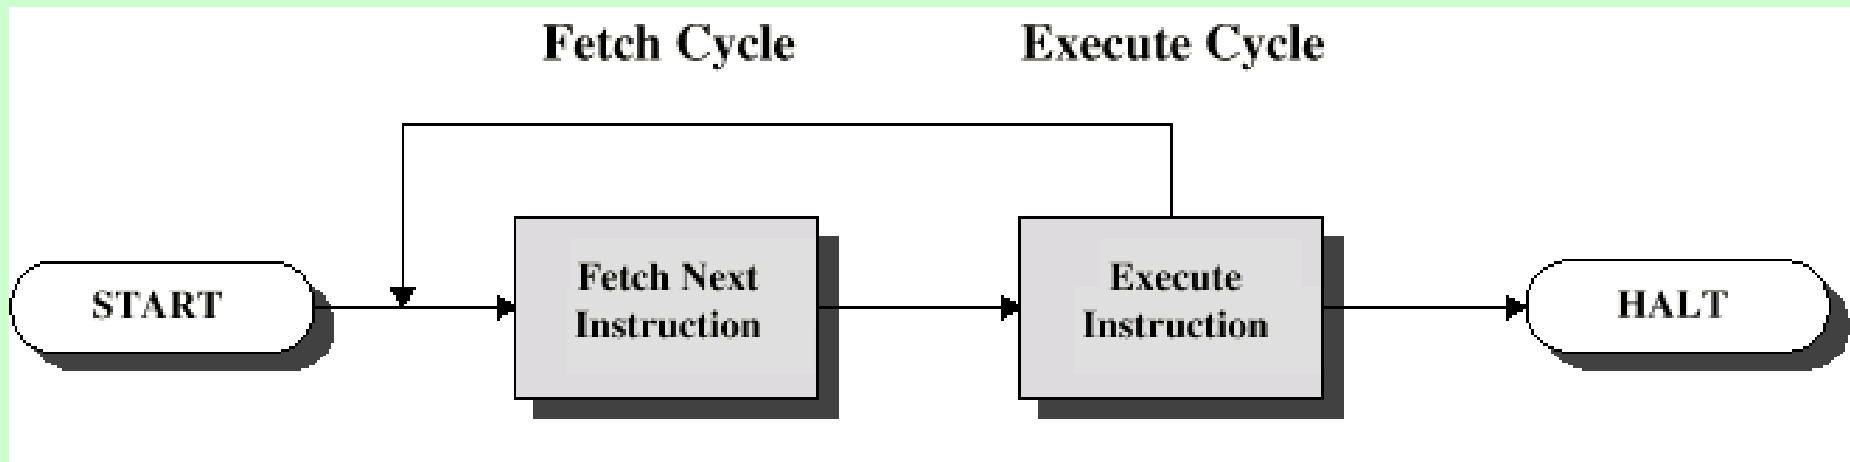 Fetch Cycle
Execute Cycle
START
Fetch Next
Instruction
Execute
Instruction
HALT